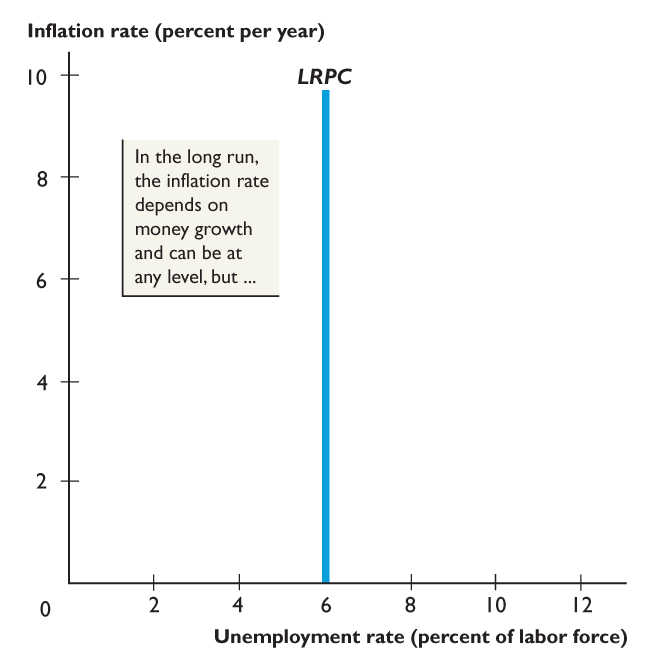 Inflation rate (percent per year)
10
LRPC
In the long run,
the inflation rate
depends on
money growth
and can be at
any level, but ...
8
6
4
2
0
2 4 6 8 10 12
Unemployment rate (percent of labor force)